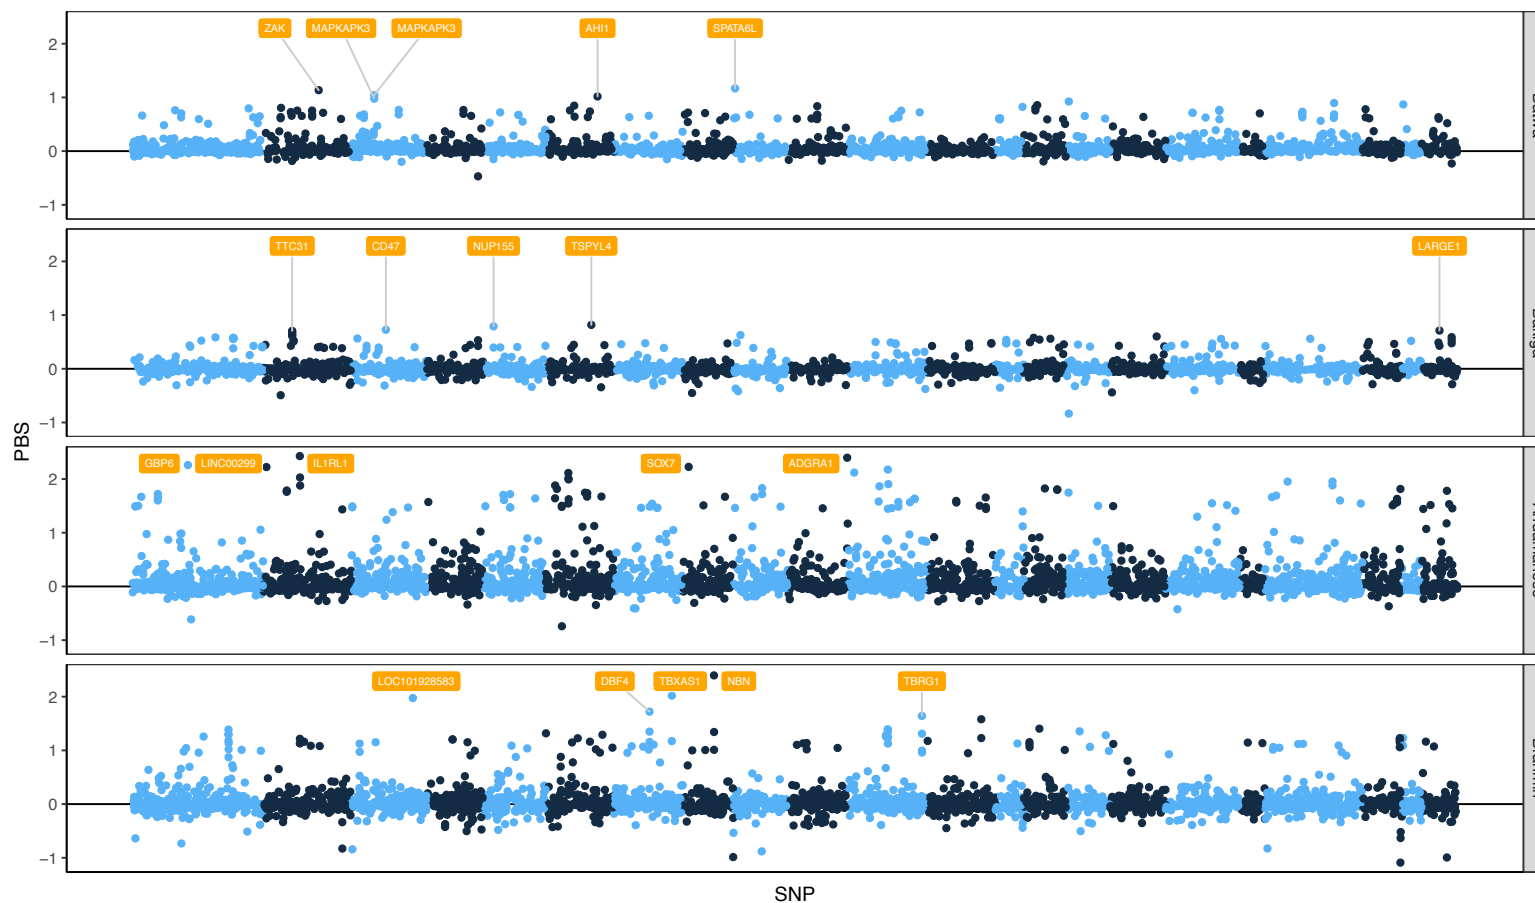 ZAK MAPKAPK3 MAPKAPK3 AHI1 SPATA6L
2
1
0
−1
TTC31 CD47 NUP155 TSPYL4 LARGE1
2
1
0
−1
PBS
GBP6 LINC00299 IL1RL1 SOX7 ADGRA1
2
1
0
−1
LOC101928583 DBF4 TBXAS1 NBN TBRG1
2
1
0
−1
SNP